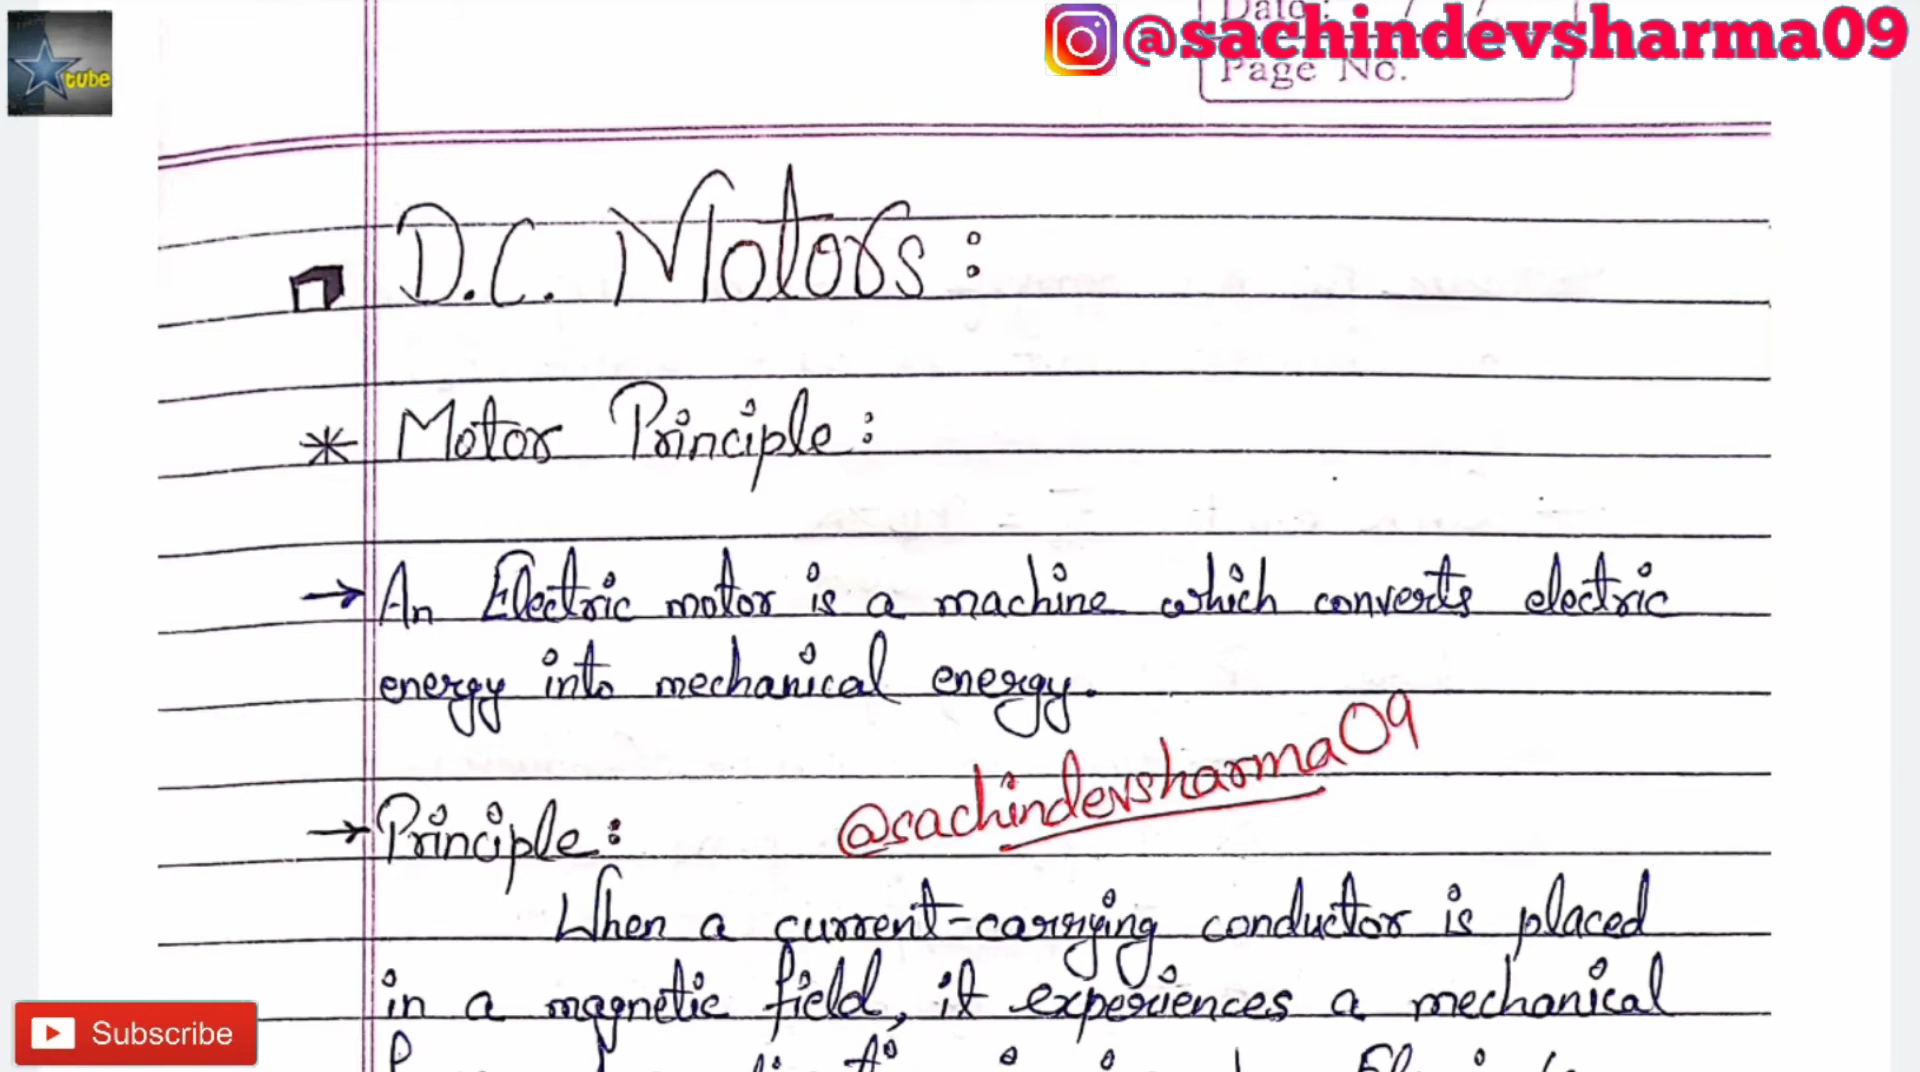 Date : / /
@sachindevsharma09
Page No.
tube
D.C. Motors:
* Motor Principle:
→ An Electric motor is a machine which converts electric
energy into mechanical energy.
@sachindevsharma09
→ Principle:
When a current-carrying conductor is placed
in a magnetic field, it experiences a mechanical
Subscribe